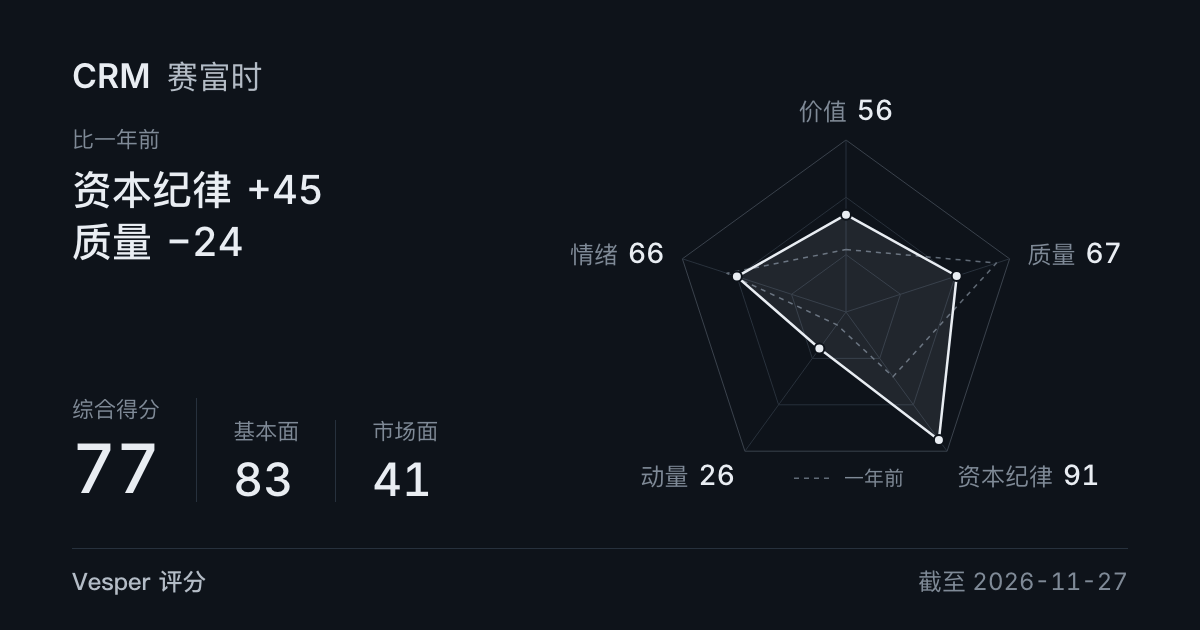 CRM 赛富时
比一年前
资本纪律 +45
质量 −24
综合得分
77
基本面
83
市场面
41
价值 56
情绪 66
质量 67
动量 26
一年前
资本纪律 91
Vesper 评分
截至 2026-11-27